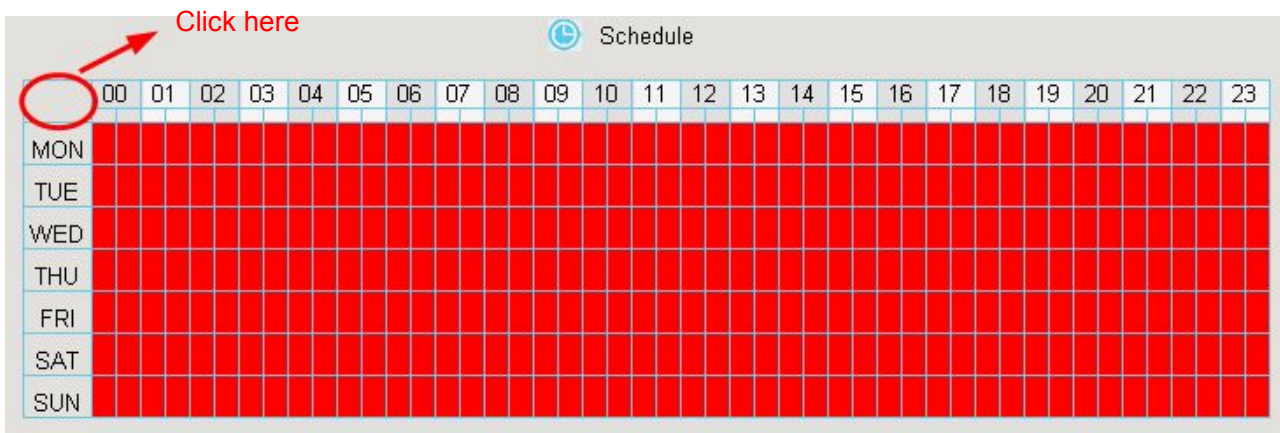 Click here
Schedule
00 01 02 03 04 05 06 07 08 09 10 11 12 13 14 15 16 17 18 19 20 21 22 23
MON
TUE
WED
THU
FRI
SAT
SUN